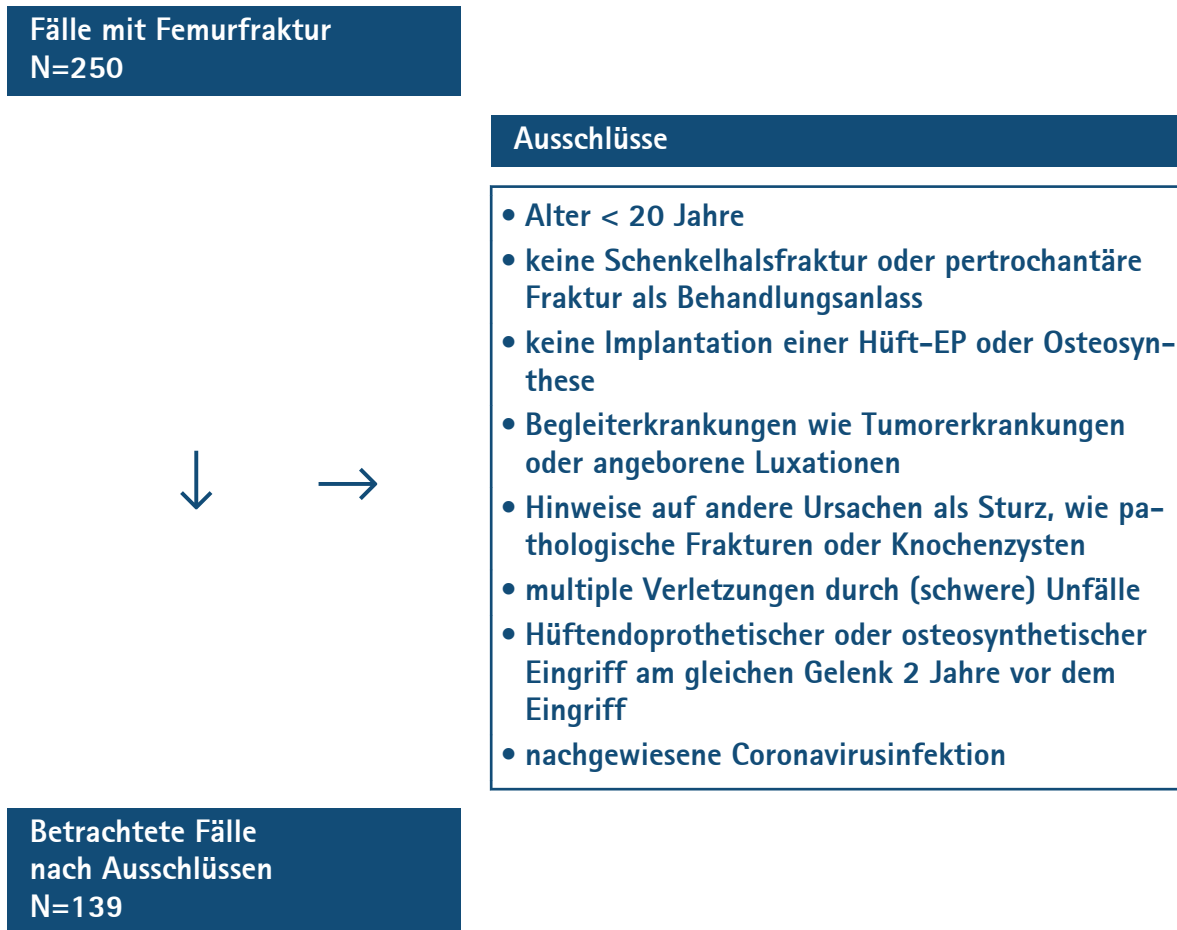 Fälle mit Femurfraktur
N=250
Ausschlüsse
• Alter < 20 Jahre
• keine Schenkelhalsfraktur oder pertrochantäre
Fraktur als Behandlungsanlass
• keine Implantation einer Hüft-EP oder Osteosyn-
these
• Begleiterkrankungen wie Tumorerkrankungen
oder angeborene Luxationen
• Hinweise auf andere Ursachen als Sturz, wie pa-
thologische Frakturen oder Knochenzysten
• multiple Verletzungen durch (schwere) Unfälle
• Hüftendoprothetischer oder osteosynthetischer
Eingriff am gleichen Gelenk 2 Jahre vor dem
Eingriff
• nachgewiesene Coronavirusinfektion
Betrachtete Fälle
nach Ausschlüssen
N=139